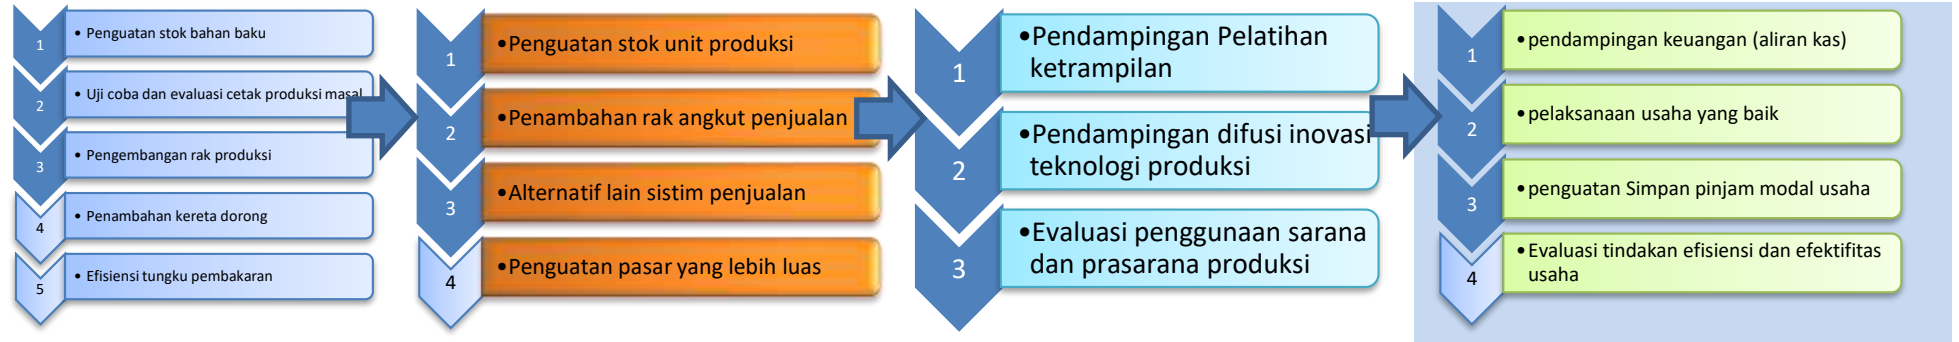 1
• Penguatan stok bahan baku
2
• Uji coba dan evaluasi cetak produksi masal
3
• Pengembangan rak produksi
4
• Penambahan kereta dorong
5
• Efisiensi tungku pembakaran
1
•Penguatan stok unit produksi
2
•Penambahan rak angkut penjualan
3
•Alternatif lain sistim penjualan
4
•Penguatan pasar yang lebih luas
1
•Pendampingan Pelatihan
ketrampilan
2
•Pendampingan difusi inovasi
teknologi produksi
3
•Evaluasi penggunaan sarana
dan prasarana produksi
1
•pendampingan keuangan (aliran kas)
2
•pelaksanaan usaha yang baik
3
•penguatan Simpan pinjam modal usaha
4
•Evaluasi tindakan efisiensi dan efektifitas
usaha